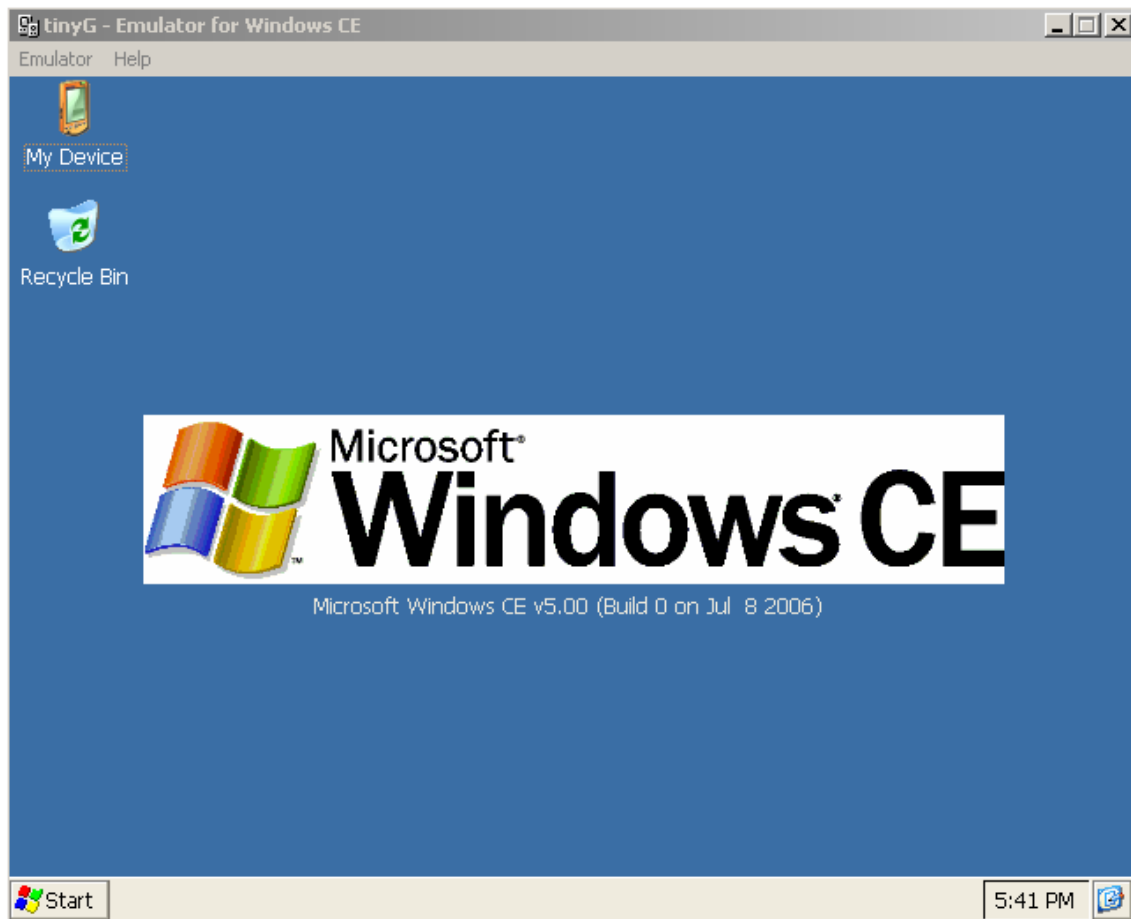 tinyG - Emulator for Windows CE
Emulator Help
My Device
Recycle Bin
Microsoft®
Windows® CE
™
Microsoft Windows CE v5.00 (Build 0 on Jul 8 2006)
Start
5:41 PM